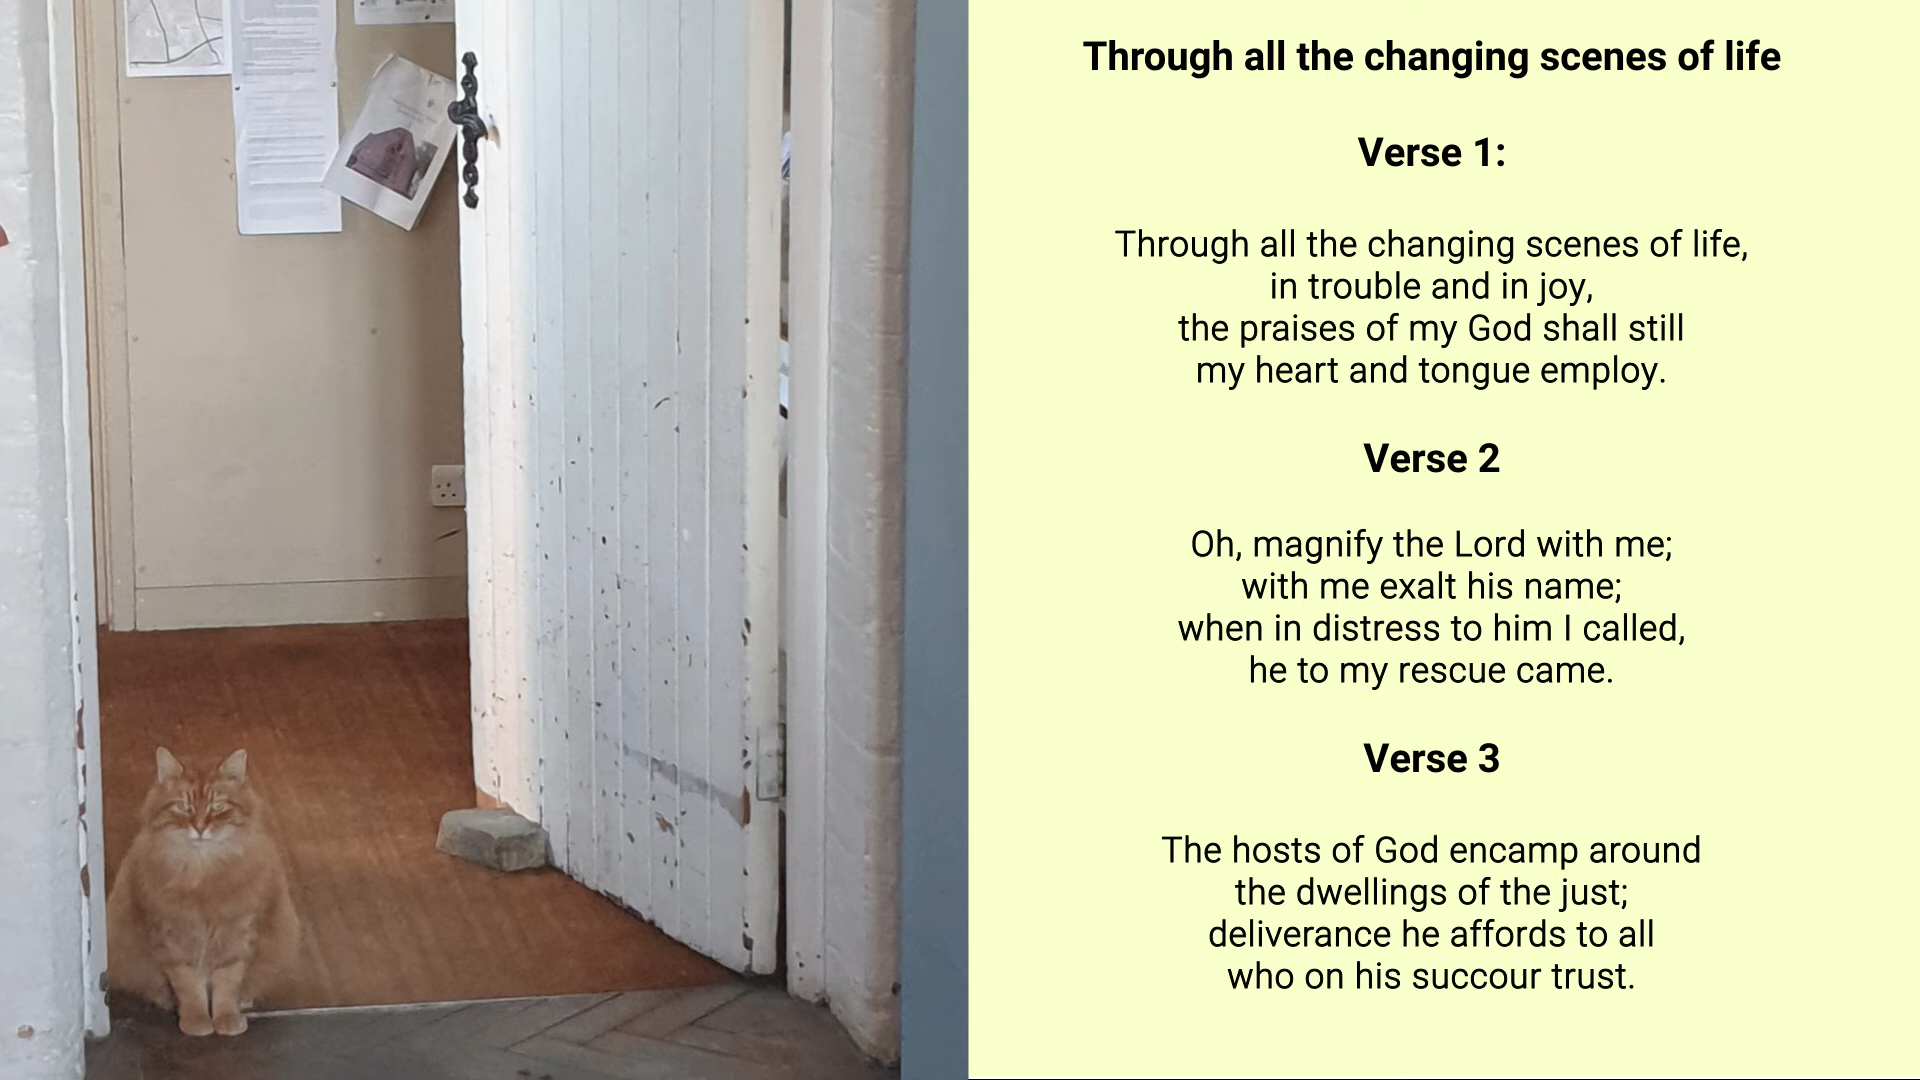 Through all the changing scenes of life
Verse 1:
Through all the changing scenes of life,
in trouble and in joy,
the praises of my God shall still
my heart and tongue employ.
Verse 2
Oh, magnify the Lord with me;
with me exalt his name;
when in distress to him I called,
he to my rescue came.
Verse 3
The hosts of God encamp around
the dwellings of the just;
deliverance he affords to all
who on his succour trust.